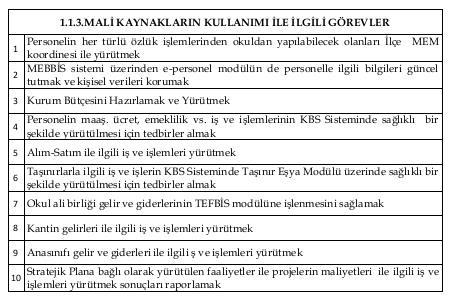 1.1.3.MALİ KAYNAKLARIN KULLANIMI İLE İLGİLİ GÖREVLER
1 Personelin her türlü özlük işlemlerinden okuldan yapılabilecek olanları İlçe MEM
koordinesi ile yürütmek
2 MEBBİS sistemi üzerinden e-personel modülün de personelle ilgili bilgileri güncel
tutmak ve kişisel verileri korumak
3 Kurum Bütçesini Hazırlamak ve Yürütmek
4 Personelin maaş. ücret, emeklilik vs. iş ve işlemlerinin KBS Sisteminde sağlıklı bir
şekilde yürütülmesi için tedbirler almak
5 Alım-Satım ile ilgili iş ve işlemleri yürütmek
6 Taşınırlarla ilgili iş ve işlerin KBS Sisteminde Taşınır Eşya Modülü üzerinde sağlıklı bir
şekilde yürütülmesi için tedbirler almak
7 Okul ali birliği gelir ve giderlerinin TEFBİS modülüne işlenmesini sağlamak
8 Kantin gelirleri ile ilgili iş ve işlemleri yürütmek
9 Anasınıfı gelir ve giderleri ile ilgili ş ve işlemleri yürütmek
10 Stratejik Plana bağlı olarak yürütülen faaliyetler ile projelerin maliyetleri ile ilgili iş ve
işlemleri yürütmek sonuçları raporlamak